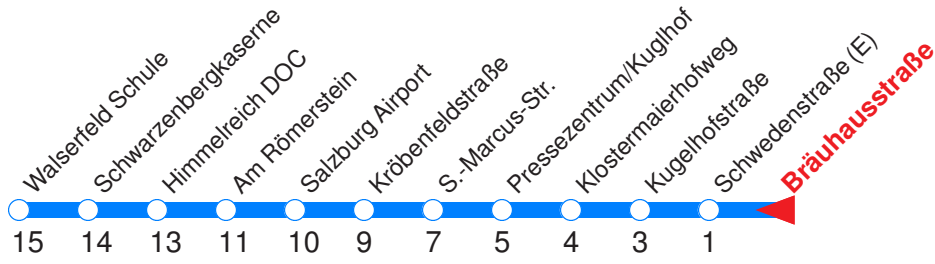 Walserfeld Schule
Schwarzenbergkaserne
Himmelreich DOC
Am Römerstein
Salzburg Airport
Kröbenfeldstraße
S.-Marcus-Str.
Pressezentrum/Kuglhof
Klostermaierhofweg
Kugelhofstraße
Schwedenstraße (E)
Bräuhausstraße
15 14 13 11 10 9 7 5 4 3 1